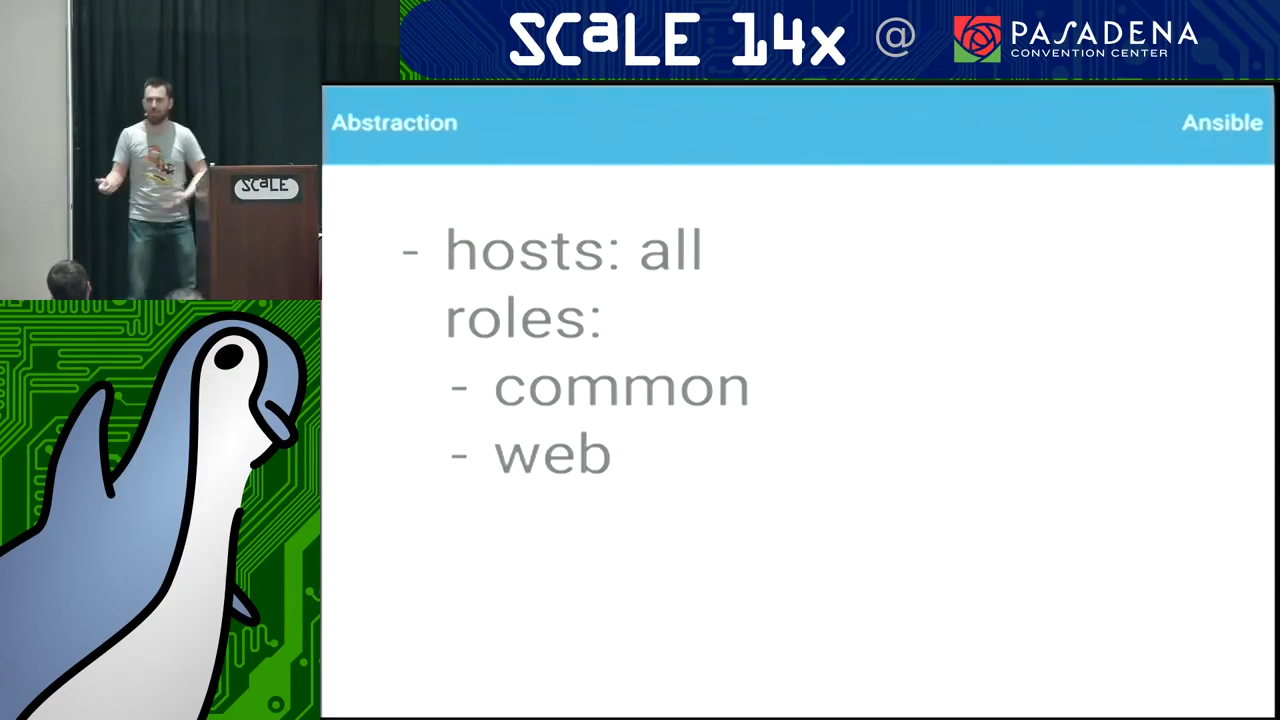 SCALE 14x @ PASADENA
CONVENTION CENTER
SCALE
Abstraction Ansible
- hosts: all
roles:
- common
- web